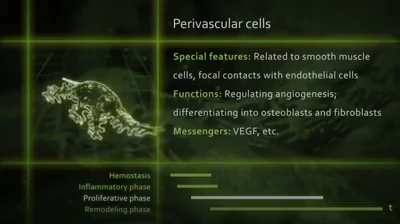 Perivascular cells
Special features: Related to smooth muscle
cells, focal contacts with endothelial cells
Functions: Regulating angiogenesis;
differentiating into osteoblasts and fibroblasts
Messengers: VEGF, etc.
Hemostasis
Inflammatory phase
Proliferative phase
Remodeling phase
t